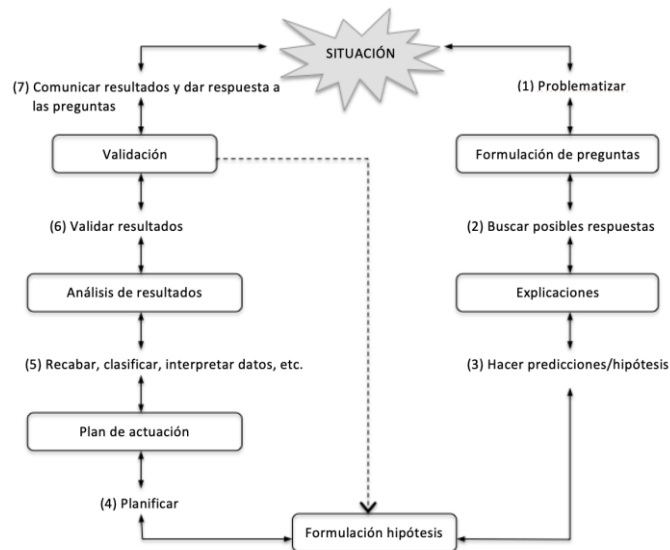 SITUACIÓN
(7) Comunicar resultados y dar respuesta a
las preguntas
(1) Problematizar
Validación
Formulación de preguntas
(6) Validar resultados
(2) Buscar posibles respuestas
Análisis de resultados
Explicaciones
(5) Recabar, clasificar, interpretar datos, etc.
(3) Hacer predicciones/hipótesis
Plan de actuación
(4) Planificar
Formulación hipótesis